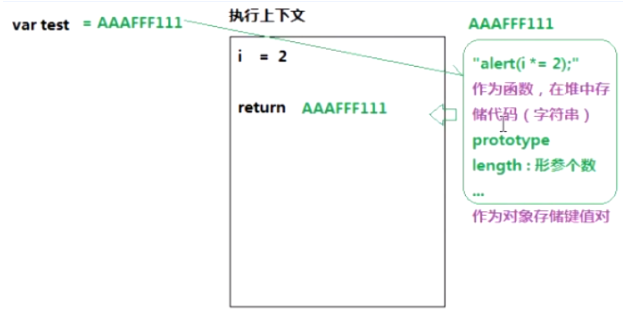 执行上下文
AAAFFF111
var test = AAAFFF111
i = 2
"alert(i *= 2);"
作为函数，在堆中存
储代码（字符串）
return AAAFFF111
prototype
length : 形参个数
...
作为对象存储键值对